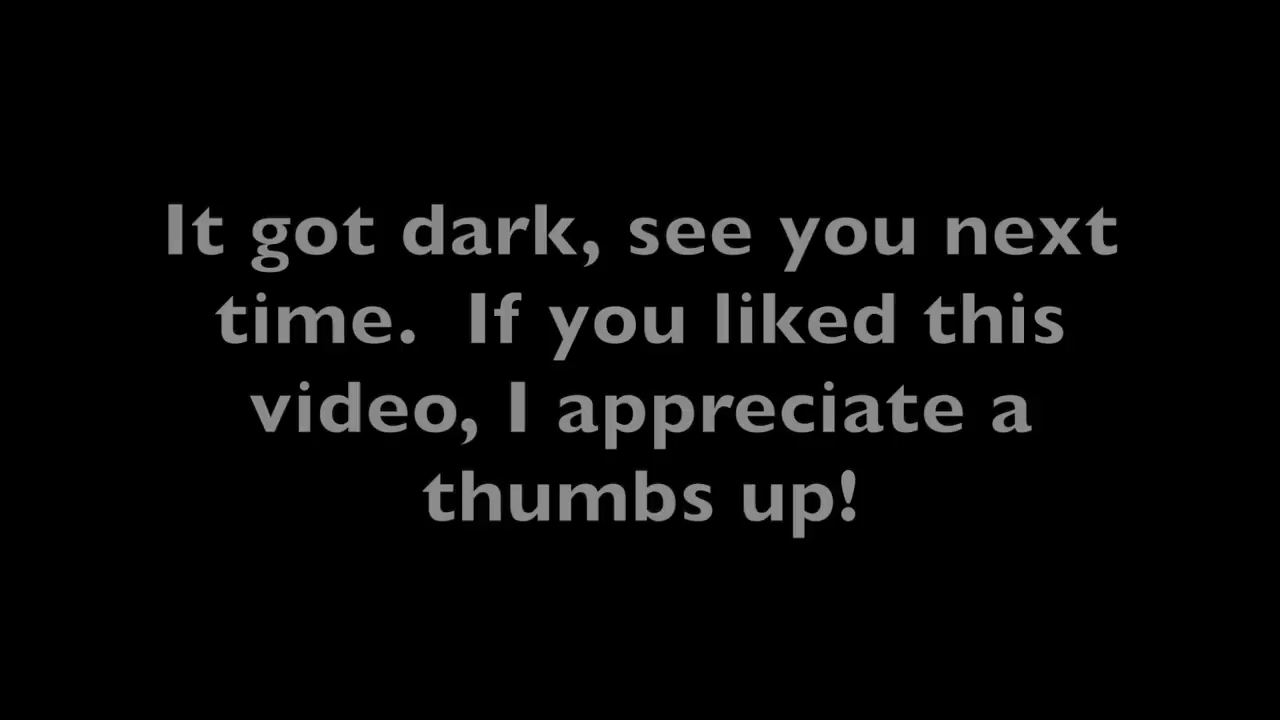 It got dark, see you next
time.  If you liked this
video, I appreciate a
thumbs up!